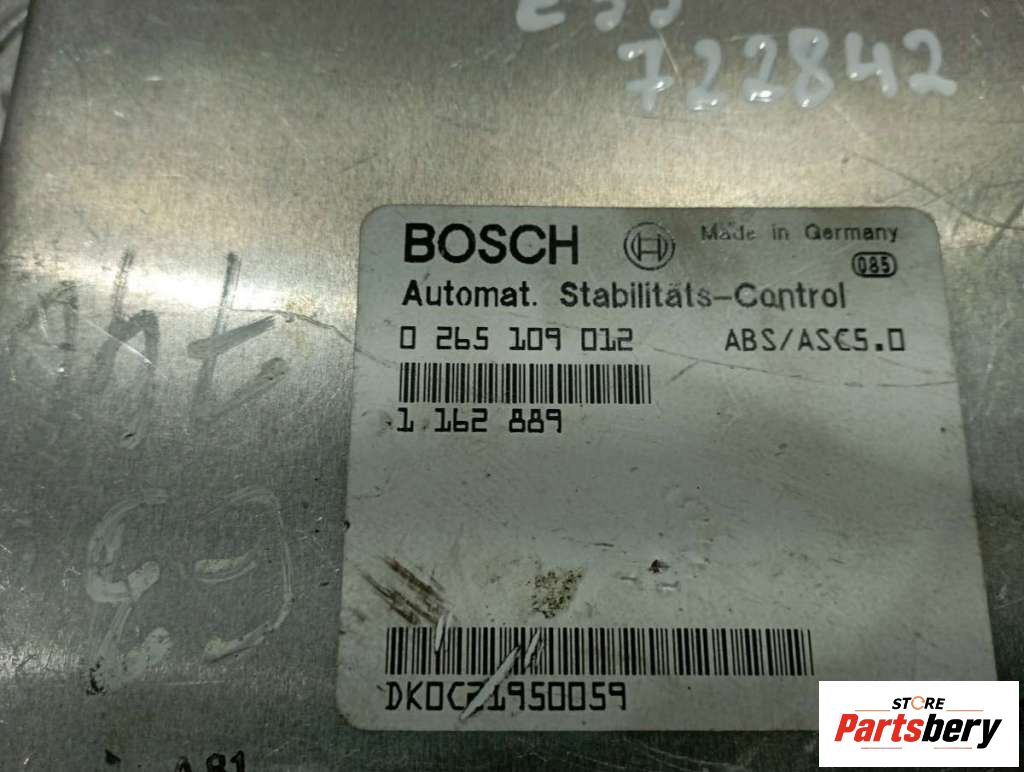 722842
BOSCH Made in Germany
085
Automat. Stabilitäts-Control
0 265 109 012 ABS/ASC5.0
1 162 889
DK0C21950059
A81
STORE
Partsbery